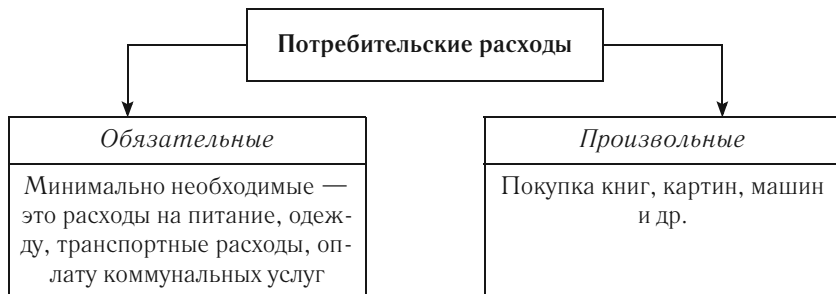 Потребительские расходы
Обязательные
Минимально необходимые —
это расходы на питание, одеж-
ду, транспортные расходы, оп-
лату коммунальных услуг
Произвольные
Покупка книг, картин, машин
и др.